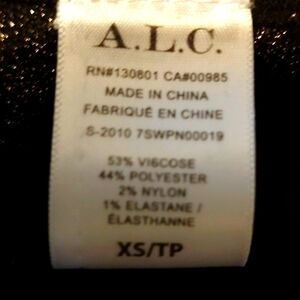 A.L.C.
RN#130801 CA#00985
MADE IN CHINA
FABRIQUÉ EN CHINE
S-2010 7SWPN00019
53% VISCOSE
44% POLYESTER
2% NYLON
1% ELASTANE /
ÉLASTHANNE
XS/TP